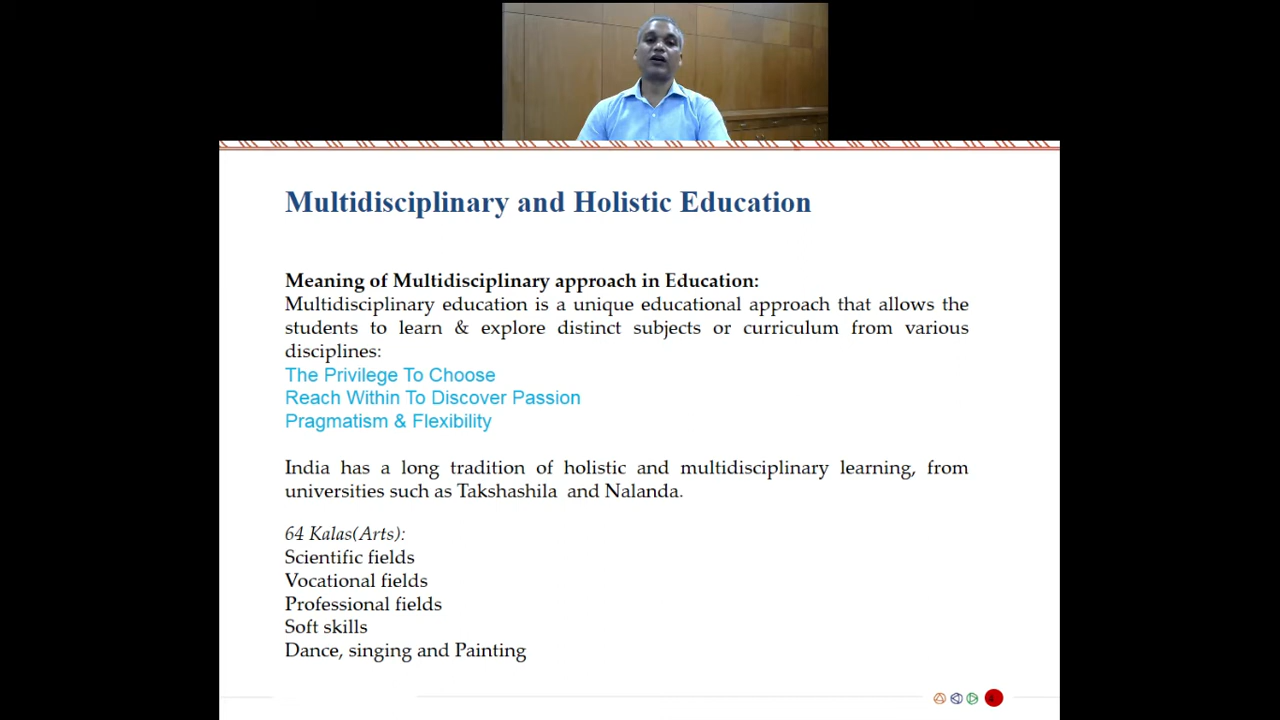 Multidisciplinary and Holistic Education
Meaning of Multidisciplinary approach in Education:
Multidisciplinary education is a unique educational approach that allows the
students to learn & explore distinct subjects or curriculum from various
disciplines:
The Privilege To Choose
Reach Within To Discover Passion
Pragmatism & Flexibility
India has a long tradition of holistic and multidisciplinary learning, from
universities such as Takshashila and Nalanda.
64 Kalas(Arts):
Scientific fields
Vocational fields
Professional fields
Soft skills
Dance, singing and Painting